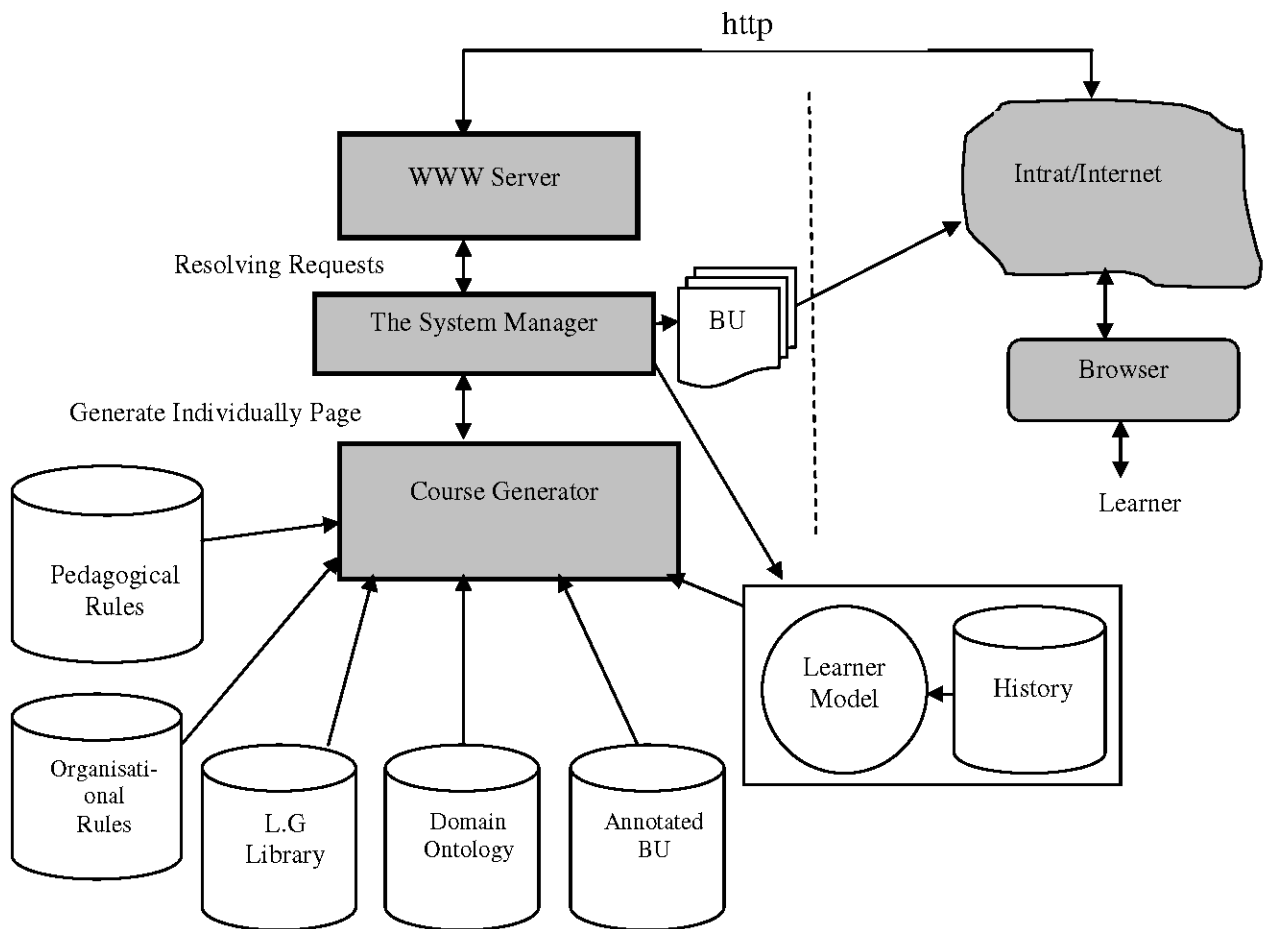 http
WWW Server
Intrat/Internet
Resolving Requests
The System Manager
BU
Browser
Generate Individually Page
Course Generator
Learner
Pedagogical
Rules
Learner
Model
History
Organisati-
onal
Rules
L.G
Library
Domain
Ontology
Annotated
BU